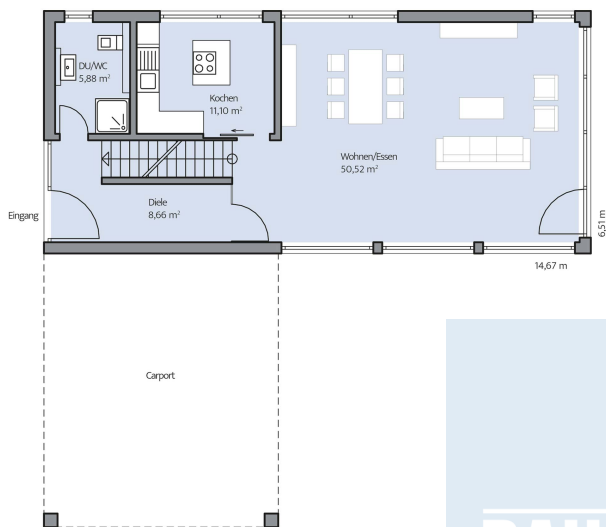 DU/WC
5,88 m²
Kochen
11,10 m²
Wohnen/Essen
50,52 m²
Diele
8,66 m²
Eingang
6,51 m
14,67 m
Carport